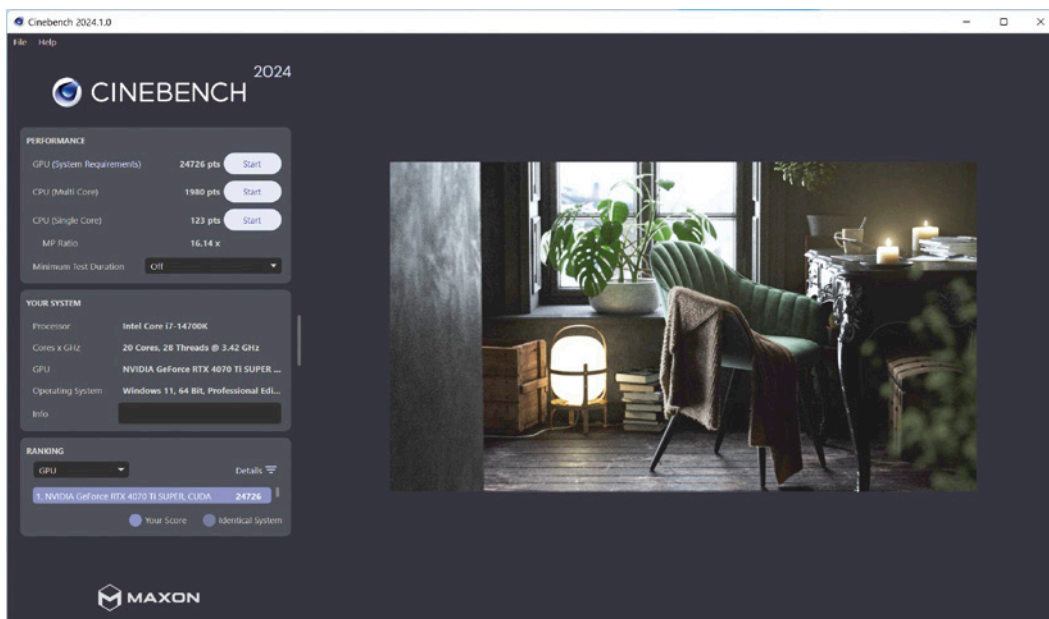 Cinebench 2024.1.0
File Help
2024
CINEBENCH
PERFORMANCE
GPU (System Requirements) 24726 pts Start
CPU (Multi Core) 1980 pts Start
CPU (Single Core) 123 pts Start
MP Ratio 16.14 x
Minimum Test Duration Off
YOUR SYSTEM
Processor Intel Core i7-14700K
Cores x GHz 20 Cores, 28 Threads @ 3.42 GHz
GPU NVIDIA GeForce RTX 4070 Ti SUPER ...
Operating System Windows 11, 64 Bit, Professional Edi...
Info
RANKING
GPU Details
1. NVIDIA GeForce RTX 4070 Ti SUPER, CUDA 24726
Your Score Identical System
MAXON